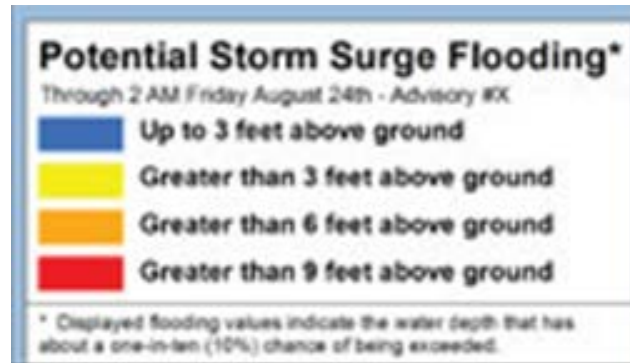 Potential Storm Surge Flooding*
Through 2 AM Friday August 24th - Advisory #X
Up to 3 feet above ground
Greater than 3 feet above ground
Greater than 6 feet above ground
Greater than 9 feet above ground
* Displayed flooding values indicate the water depth that has
about a one-in-ten (10%) chance of being exceeded.